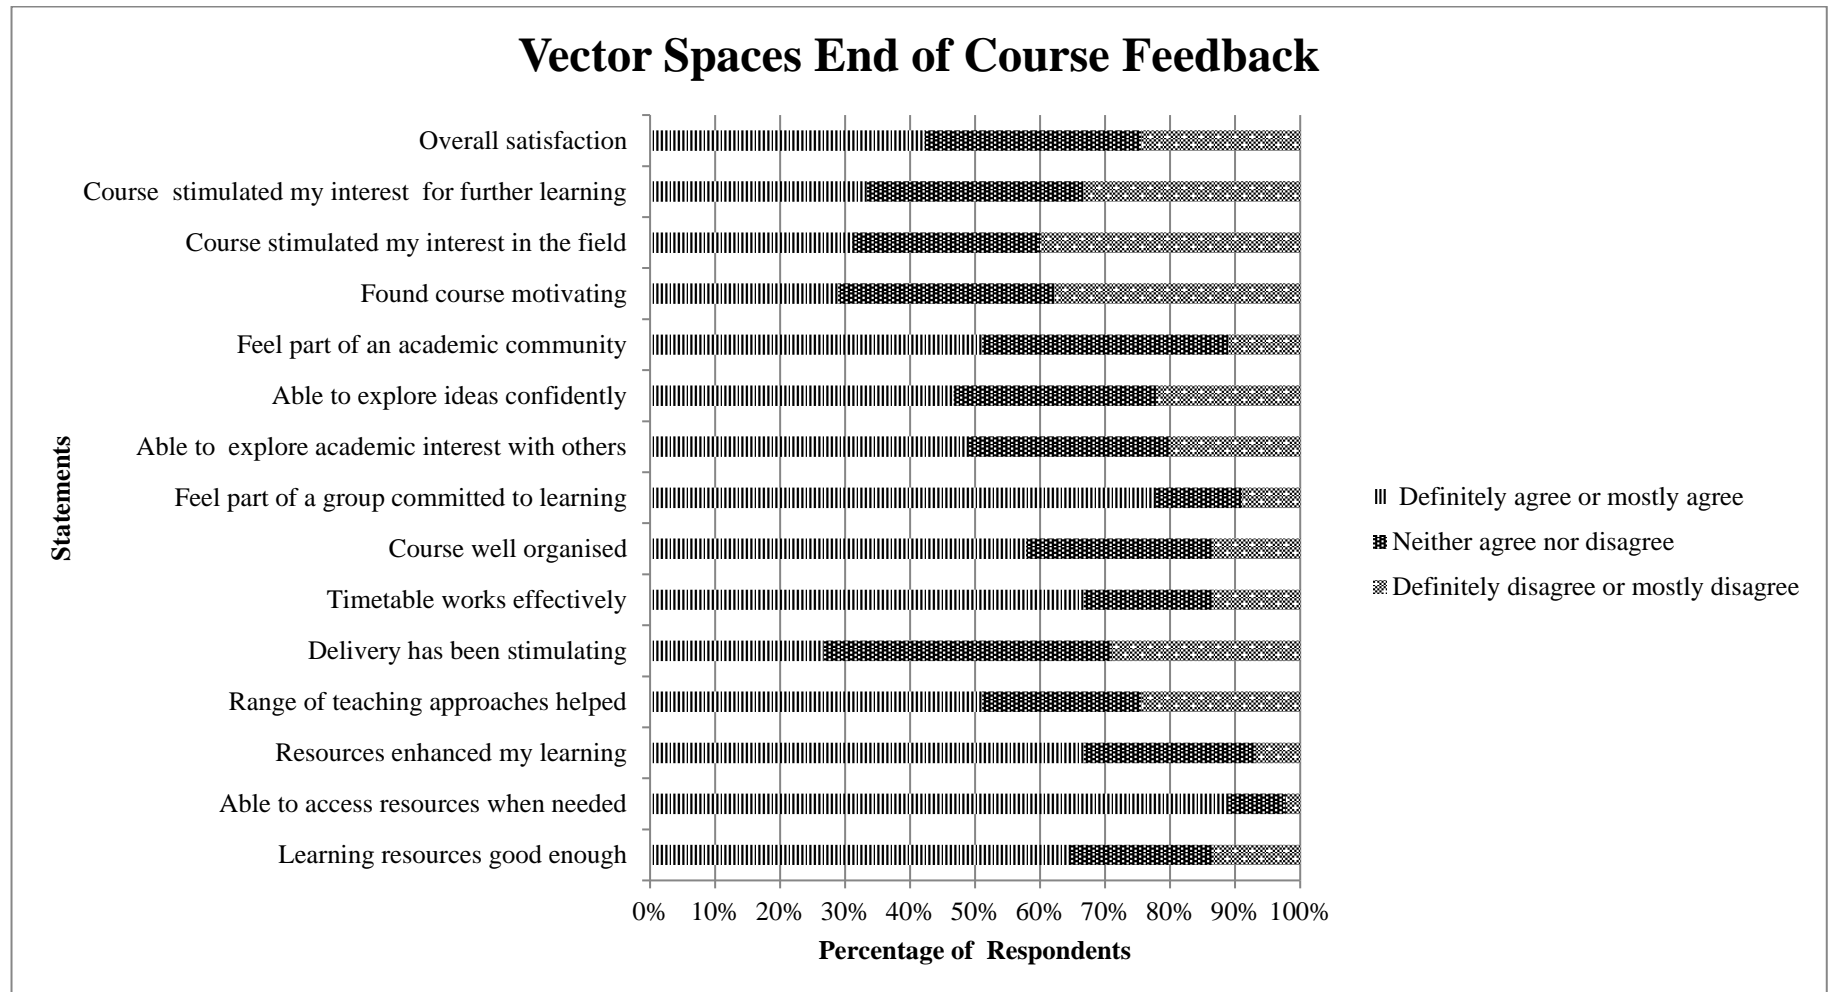 Vector Spaces End of Course Feedback
Overall satisfaction
Course  stimulated my interest  for further learning
Course stimulated my interest in the field
Found course motivating
Feel part of an academic community
Able to explore ideas confidently
Able to  explore academic interest with others
Feel part of a group committed to learning
Course well organised
Timetable works effectively
Delivery has been stimulating
Range of teaching approaches helped
Resources enhanced my learning
Able to access resources when needed
Learning resources good enough
Statements
0% 10% 20% 30% 40% 50% 60% 70% 80% 90% 100%
Percentage of  Respondents
Definitely agree or mostly agree
Neither agree nor disagree
Definitely disagree or mostly disagree